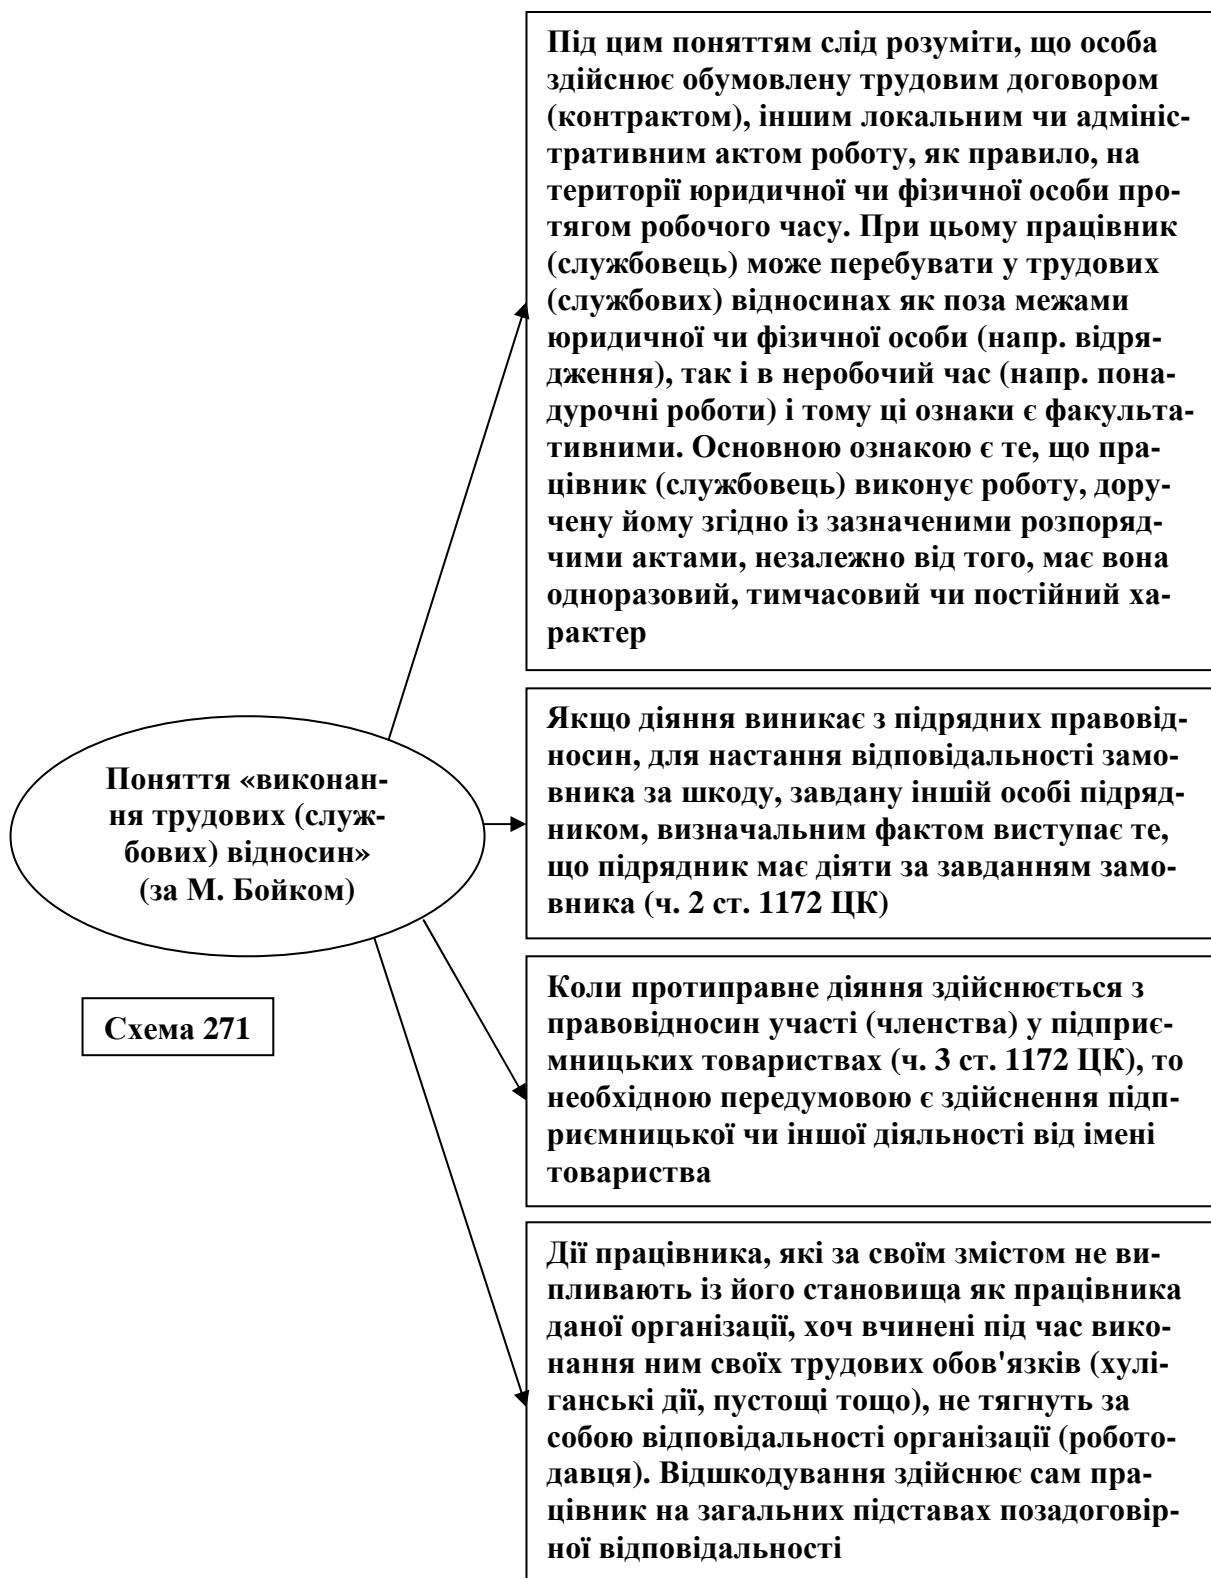 Під цим поняттям слід розуміти, що особа
здійснює обумовлену трудовим договором
(контрактом), іншим локальним чи адмініс-
тративним актом роботу, як правило, на
території юридичної чи фізичної особи про-
тягом робочого часу. При цьому працівник
(службовець) може перебувати у трудових
(службових) відносинах як поза межами
юридичної чи фізичної особи (напр. відря-
дження), так і в неробочий час (напр. пона-
дурочні роботи) і тому ці ознаки є факульта-
тивними. Основною ознакою є те, що пра-
цівник (службовець) виконує роботу, дору-
чену йому згідно із зазначеними розпоряд-
чими актами, незалежно від того, має вона
одноразовий, тимчасовий чи постійний ха-
рактер
Поняття «виконан-
ня трудових (служ-
бових) відносин»
(за М. Бойком)
Схема 271
Якщо діяння виникає з підрядних правовід-
носин, для настання відповідальності замо-
вника за шкоду, завдану іншій особі підряд-
ником, визначальним фактом виступає те,
що підрядник має діяти за завданням замо-
вника (ч. 2 ст. 1172 ЦК)
Коли протиправне діяння здійснюється з
правовідносин участі (членства) у підприє-
мницьких товариствах (ч. 3 ст. 1172 ЦК), то
необхідною передумовою є здійснення підп-
риємницької чи іншої діяльності від імені
товариства
Дії працівника, які за своїм змістом не ви-
пливають із його становища як працівника
даної організації, хоч вчинені під час вико-
нання ним своїх трудових обов'язків (хулі-
ганські дії, пустощі тощо), не тягнуть за
собою відповідальності організації (робото-
давця). Відшкодування здійснює сам пра-
цівник на загальних підставах позадоговір-
ної відповідальності